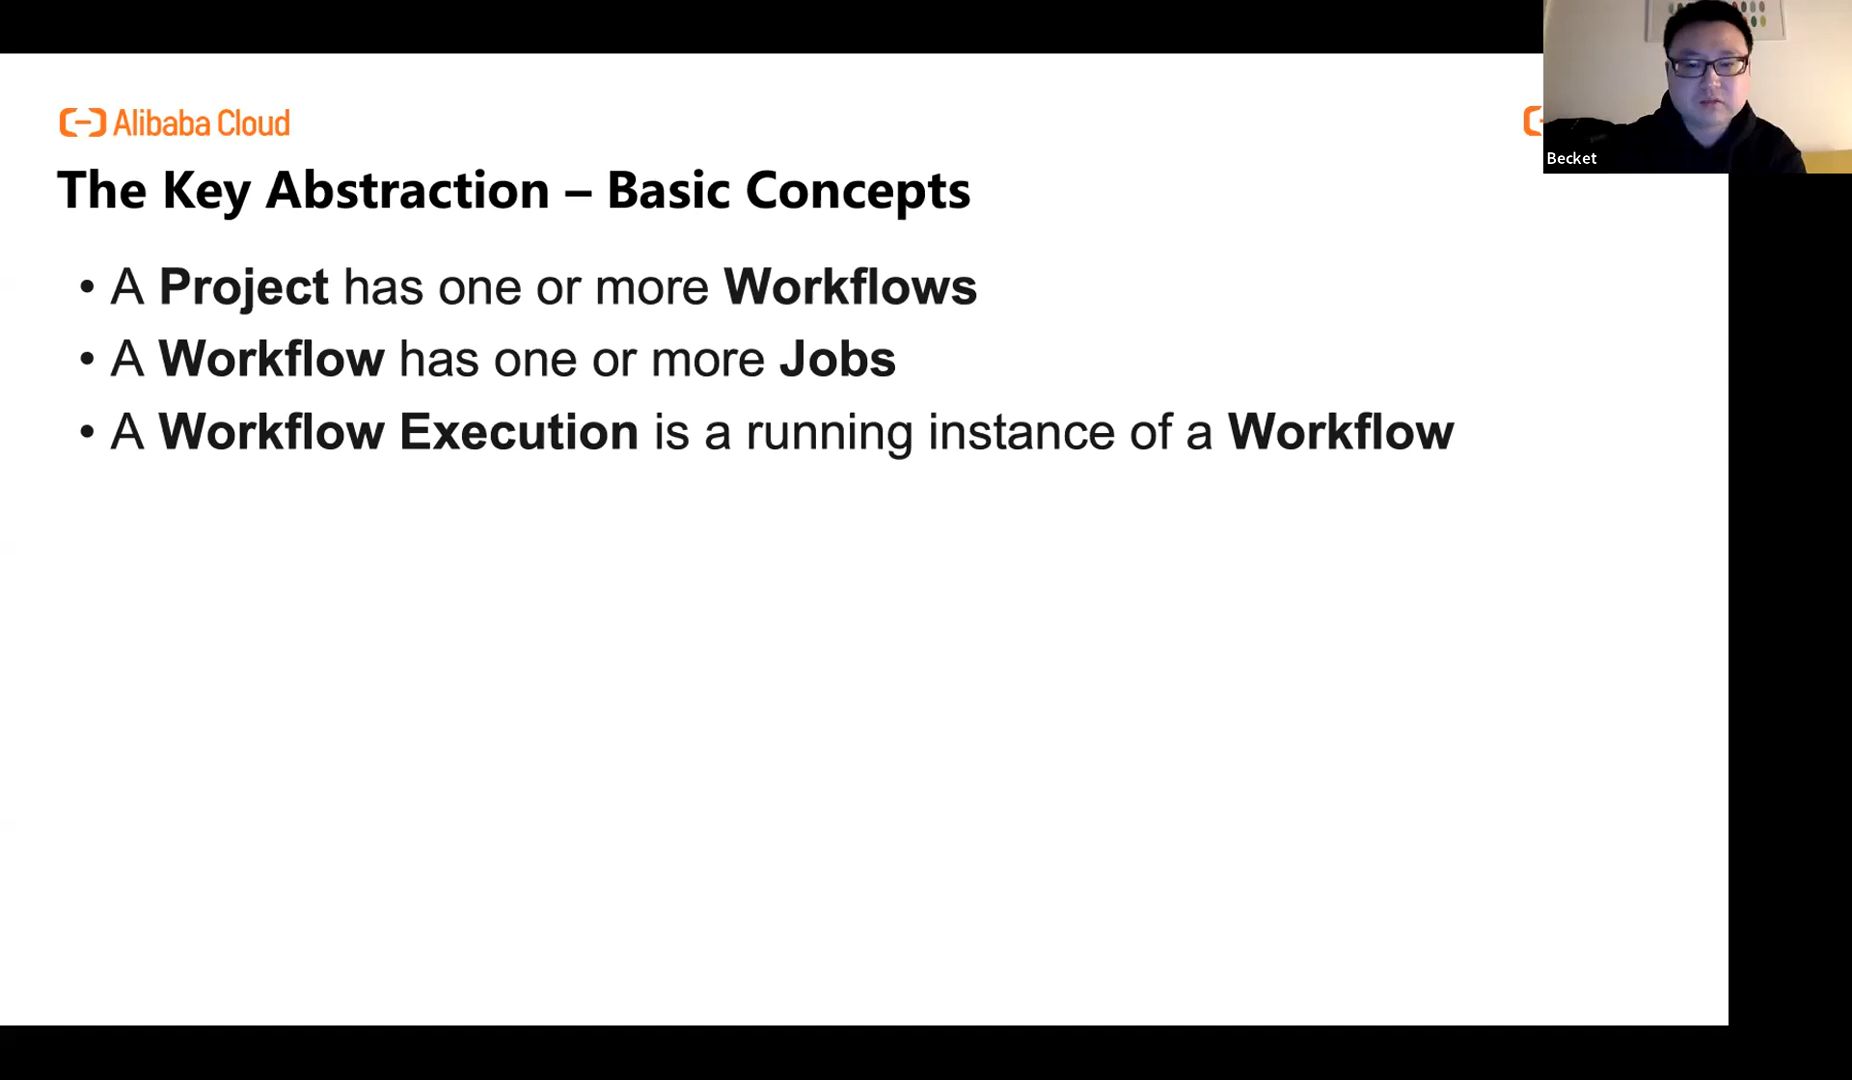 Alibaba Cloud
Becket
The Key Abstraction – Basic Concepts
• A Project has one or more Workflows
• A Workflow has one or more Jobs
• A Workflow Execution is a running instance of a Workflow